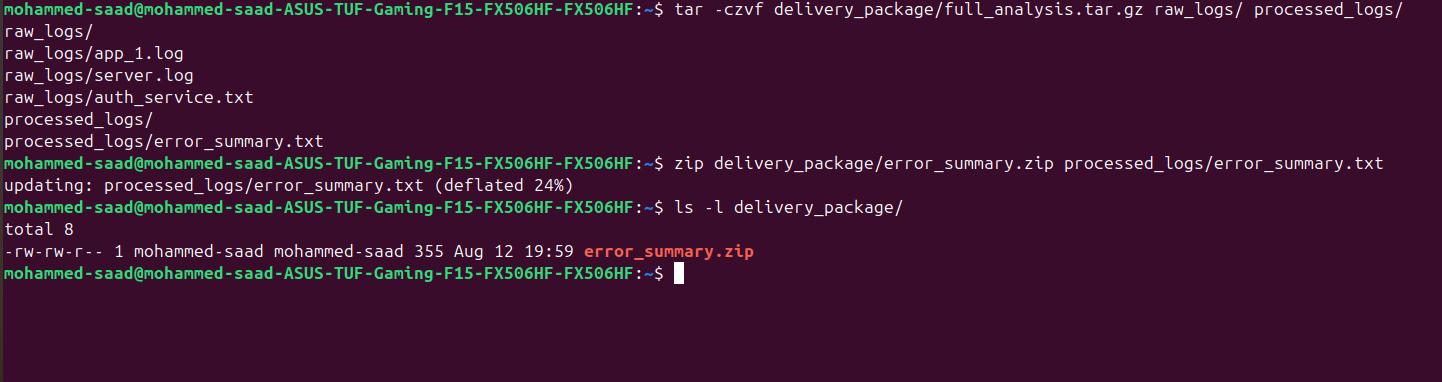 mohammed-saad@mohammed-saad-ASUS-TUF-Gaming-F15-FX506HF-FX506HF:~$ tar -czvf delivery_package/full_analysis.tar.gz raw_logs/ processed_logs/
raw_logs/
raw_logs/app_1.log
raw_logs/server.log
raw_logs/auth_service.txt
processed_logs/
processed_logs/error_summary.txt
mohammed-saad@mohammed-saad-ASUS-TUF-Gaming-F15-FX506HF-FX506HF:~$ zip delivery_package/error_summary.zip processed_logs/error_summary.txt
updating: processed_logs/error_summary.txt (deflated 24%)
mohammed-saad@mohammed-saad-ASUS-TUF-Gaming-F15-FX506HF-FX506HF:~$ ls -l delivery_package/
total 8
-rw-rw-r-- 1 mohammed-saad mohammed-saad 355 Aug 12 19:59 error_summary.zip
mohammed-saad@mohammed-saad-ASUS-TUF-Gaming-F15-FX506HF-FX506HF:~$